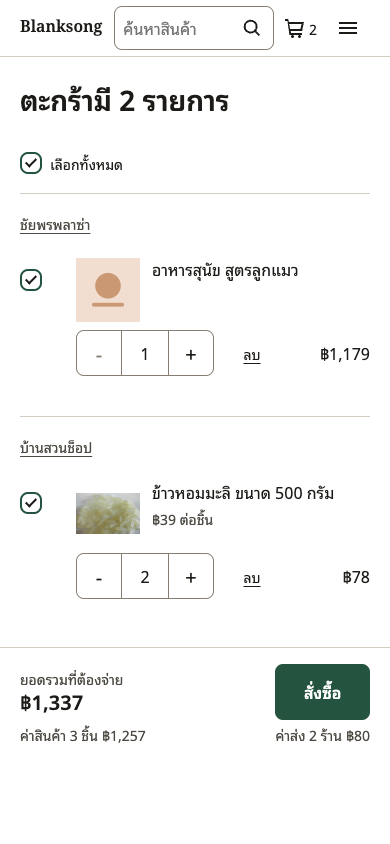 Blanksong
ค้นหาสินค้า
2
ตะกร้ามี 2 รายการ
เลือกทั้งหมด
ชัยพรพลาซ่า
อาหารสุนัข สูตรลูกแมว
- 1 + ลบ ฿1,179
บ้านสวนช็อป
ข้าวหอมมะลิ ขนาด 500 กรัม
฿39 ต่อชิ้น
- 2 + ลบ ฿78
ยอดรวมที่ต้องจ่าย
฿1,337
สั่งซื้อ
ค่าสินค้า 3 ชิ้น ฿1,257
ค่าส่ง 2 ร้าน ฿80